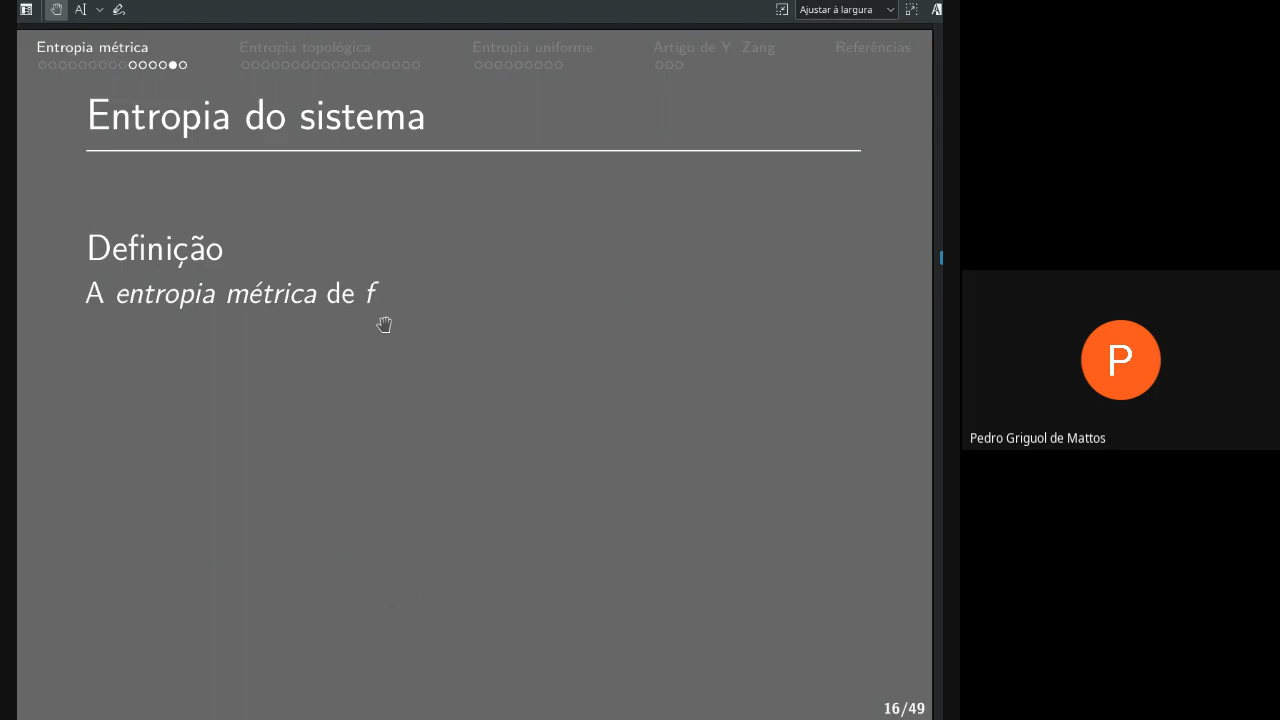 Ajustar à largura
Entropia métrica
Entropia topológica
Entropia uniforme
Artigo de Y Zang
Referências
Entropia do sistema
Definição
A entropia métrica de f
P
Pedro Griguol de Mattos
16/49